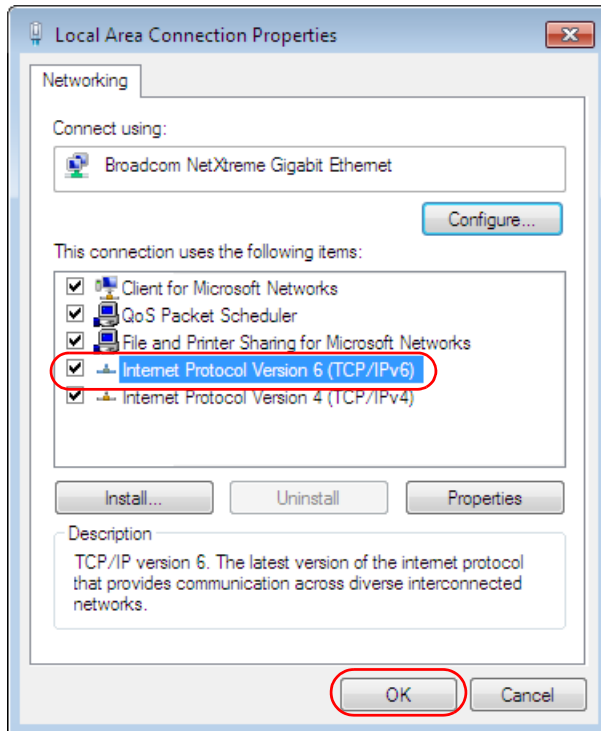 Local Area Connection Properties
Networking
Connect using:
Broadcom NetXtreme Gigabit Ethernet
Configure...
This connection uses the following items:
Client for Microsoft Networks
QoS Packet Scheduler
File and Printer Sharing for Microsoft Networks
Internet Protocol Version 6 (TCP/IPv6)
Internet Protocol Version 4 (TCP/IPv4)
Install...
Uninstall
Properties
Description
TCP/IP version 6. The latest version of the internet protocol
that provides communication across diverse interconnected
networks.
OK
Cancel